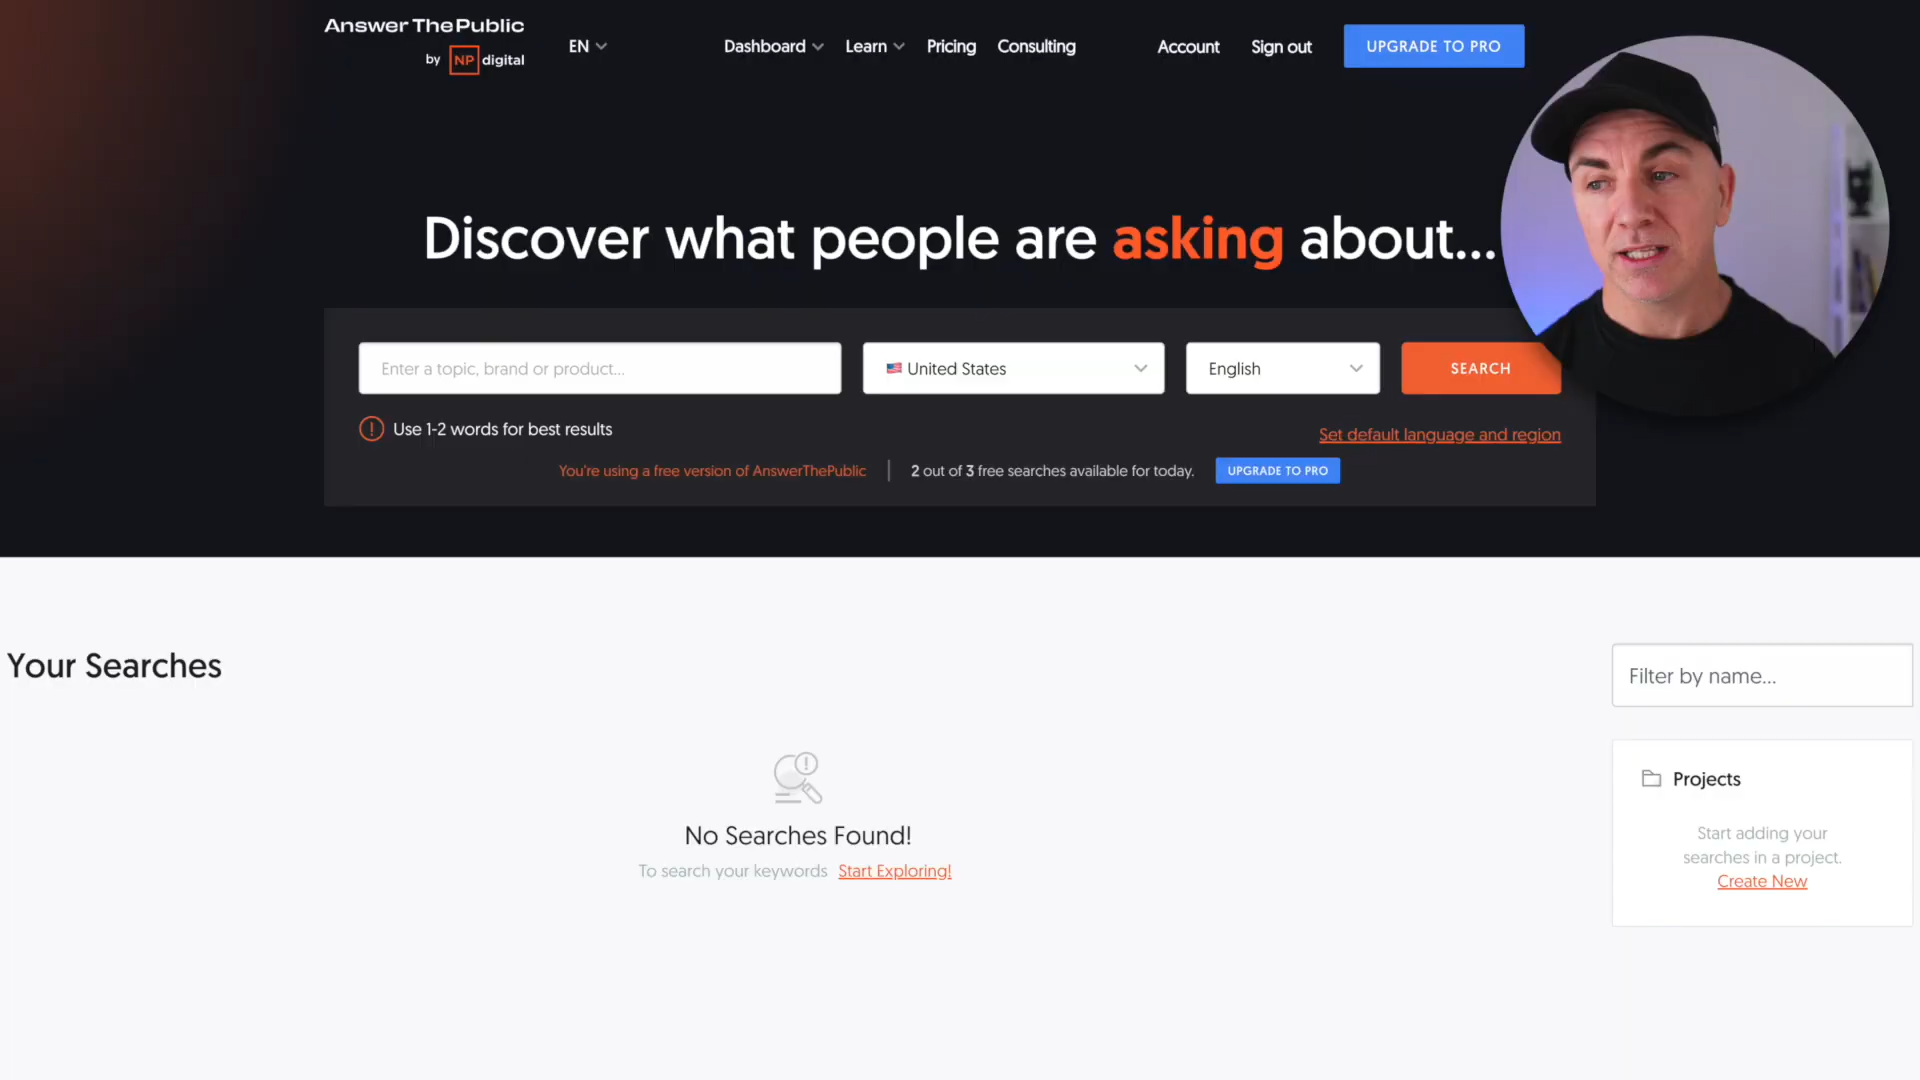 AnswerThePublic
by NP digital
EN
Dashboard
Learn
Pricing
Consulting
Account
Sign out
UPGRADE TO PRO
Discover what people are asking about...
Enter a topic, brand or product...
United States
English
SEARCH
Use 1-2 words for best results
Set default language and region
You're using a free version of AnswerThePublic
2 out of 3 free searches available for today.
UPGRADE TO PRO
Your Searches
Filter by name...
No Searches Found!
To search your keywords Start Exploring!
Projects
Start adding your
searches in a project.
Create New